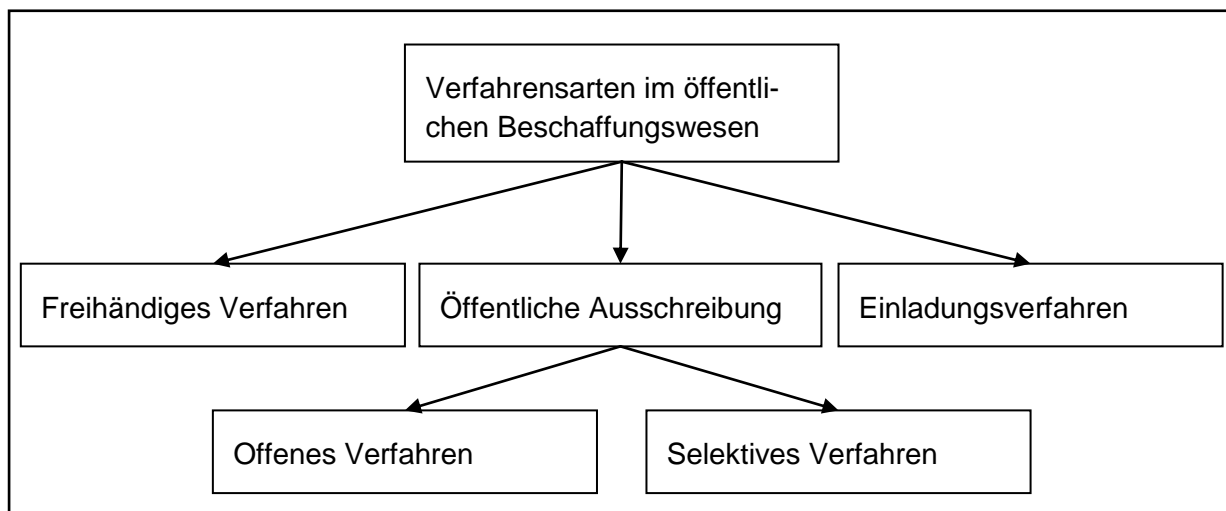 Verfahrensarten im öffentli-
chen Beschaffungswesen
Freihändiges Verfahren
Öffentliche Ausschreibung
Einladungsverfahren
Offenes Verfahren
Selektives Verfahren